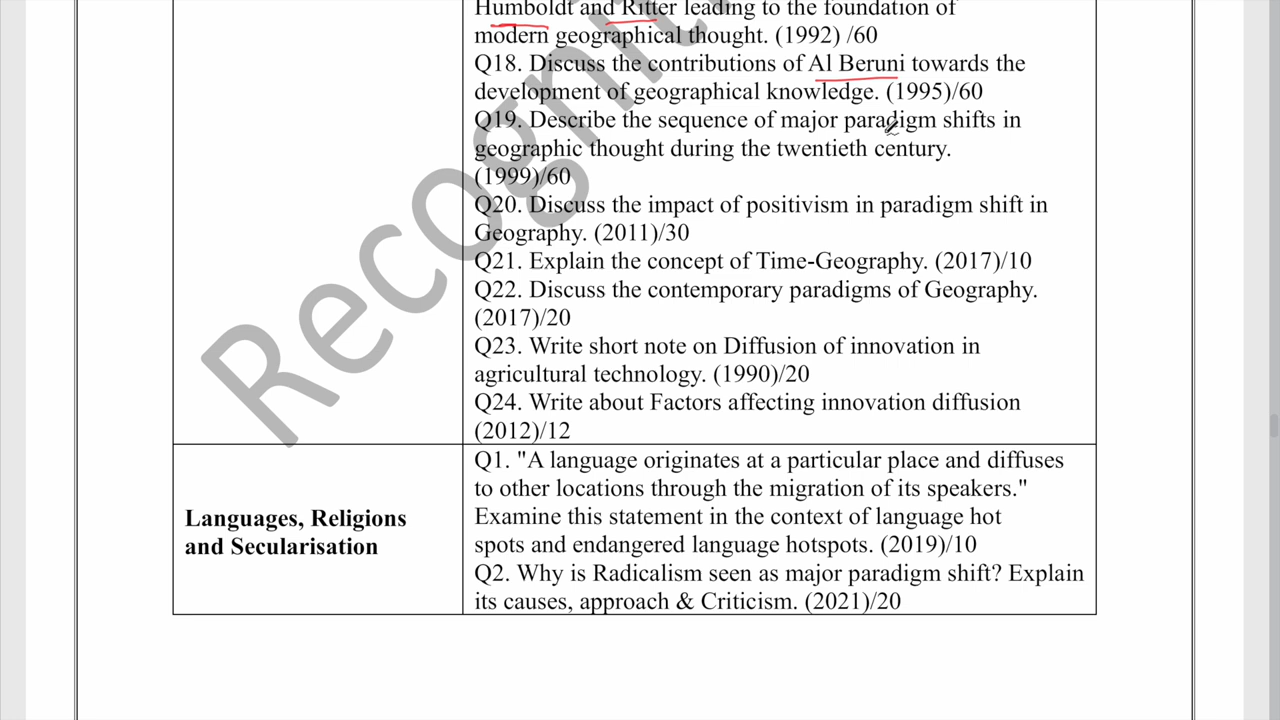 Humboldt and Ritter leading to the foundation of
modern geographical thought. (1992) /60
Q18. Discuss the contributions of Al Beruni towards the
development of geographical knowledge. (1995)/60
Q19. Describe the sequence of major paradigm shifts in
geographic thought during the twentieth century.
(1999)/60
Q20. Discuss the impact of positivism in paradigm shift in
Geography. (2011)/30
Q21. Explain the concept of Time-Geography. (2017)/10
Q22. Discuss the contemporary paradigms of Geography.
(2017)/20
Q23. Write short note on Diffusion of innovation in
agricultural technology. (1990)/20
Q24. Write about Factors affecting innovation diffusion
(2012)/12
Languages, Religions
and Secularisation
Q1. "A language originates at a particular place and diffuses
to other locations through the migration of its speakers."
Examine this statement in the context of language hot
spots and endangered language hotspots. (2019)/10
Q2. Why is Radicalism seen as major paradigm shift? Explain
its causes, approach & Criticism. (2021)/20